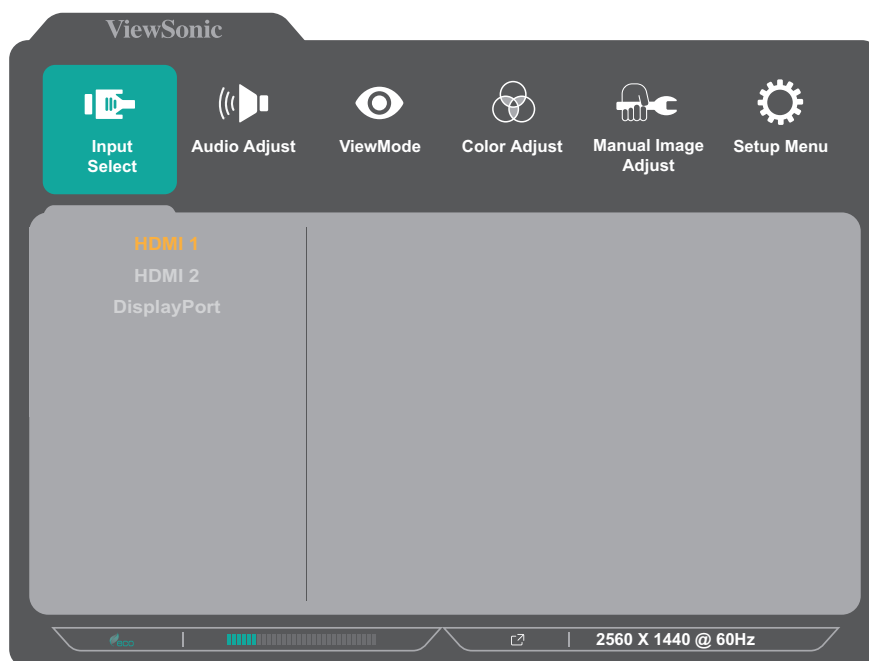 ViewSonic
Input
Select
Audio Adjust
ViewMode
Color Adjust
Manual Image
Adjust
Setup Menu
HDMI 1
HDMI 2
DisplayPort
eco
2560 X 1440 @ 60Hz